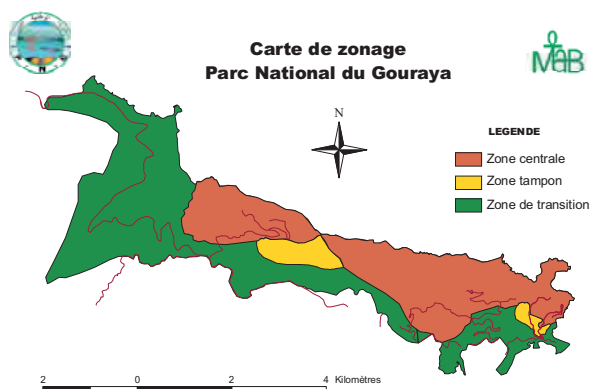 Carte de zonage
Parc National du Gouraya
MAB
N
LEGENDE
Zone centrale
Zone tampon
Zone de transition
2 0 2 4 Kilomètres